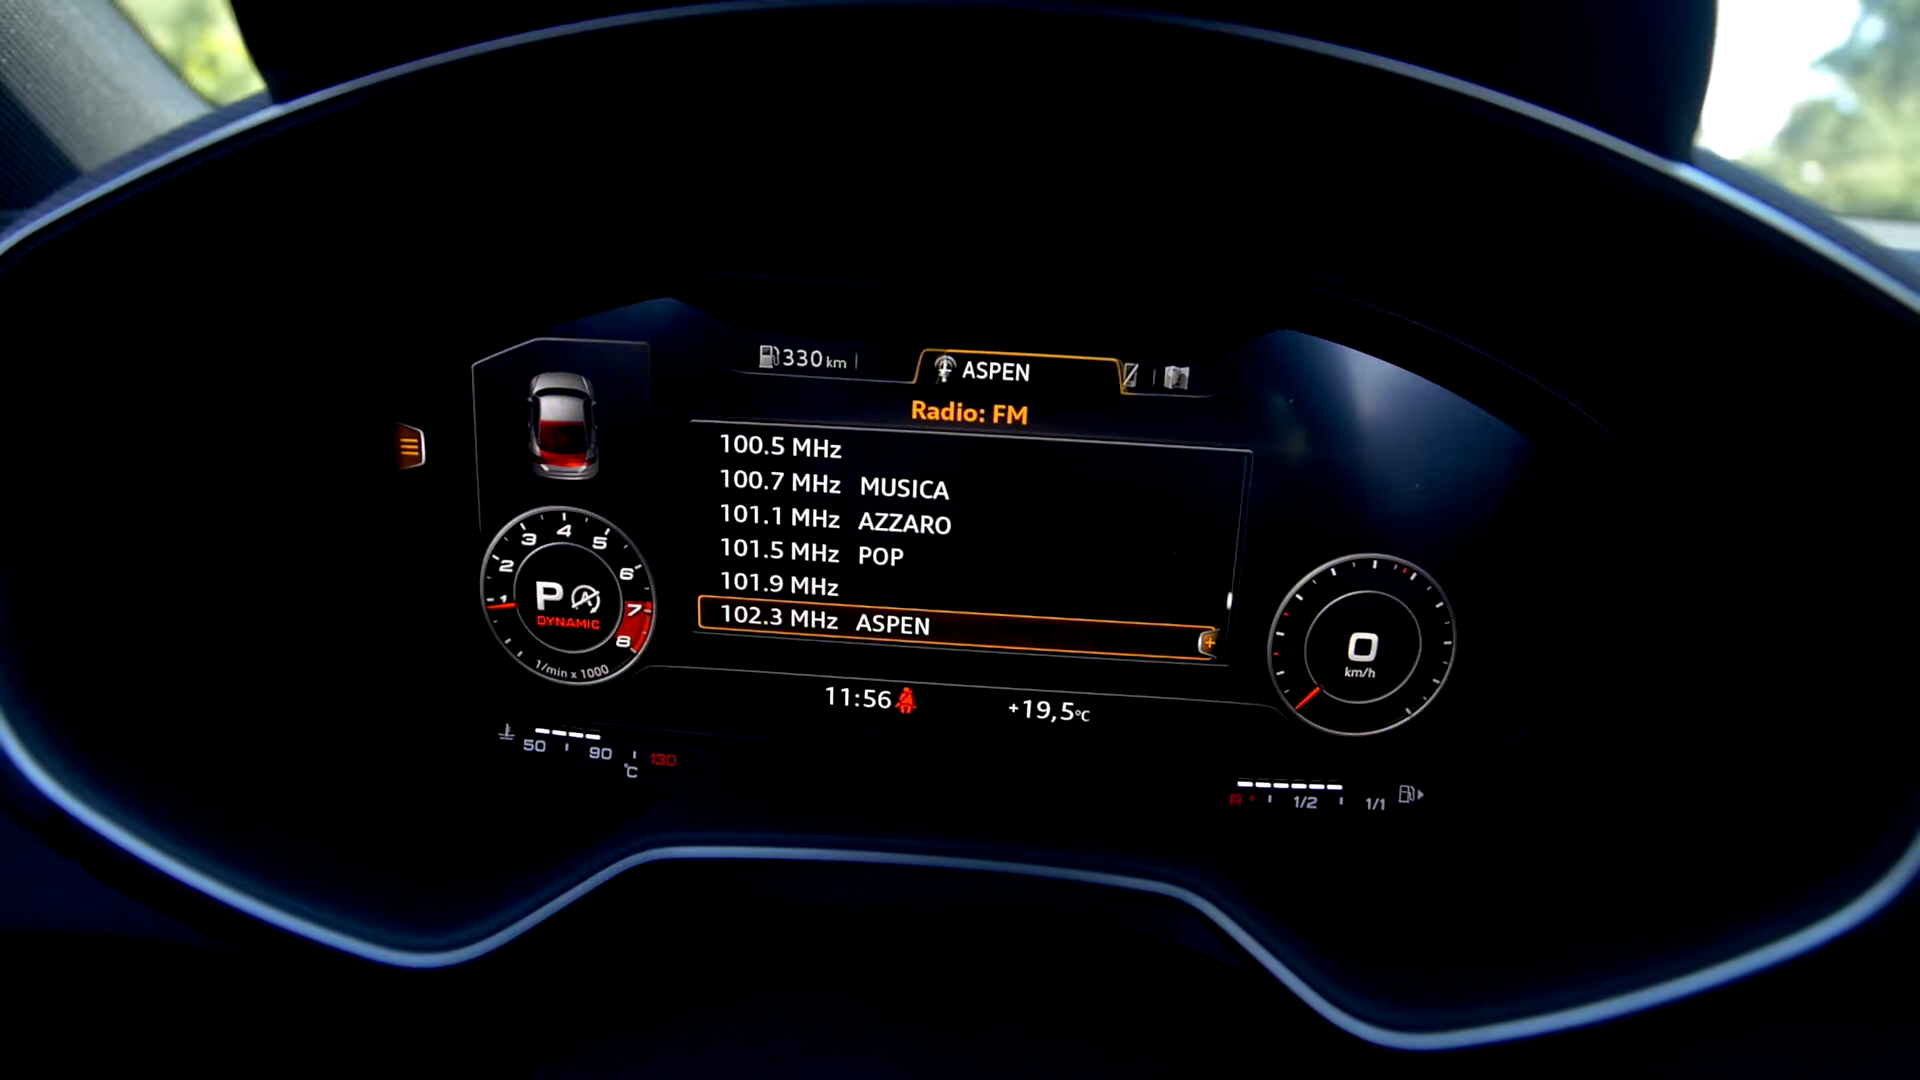 330 km
ASPEN
Radio: FM
100.5 MHz
100.7 MHz MUSICA
101.1 MHz AZZARO
101.5 MHz POP
101.9 MHz
102.3 MHz ASPEN
1 2 3 4 5 6 7 8
P
DYNAMIC
1/min x 1000
0
km/h
11:56
+19,5°C
50 90 130
°C
R 1/2 1/1